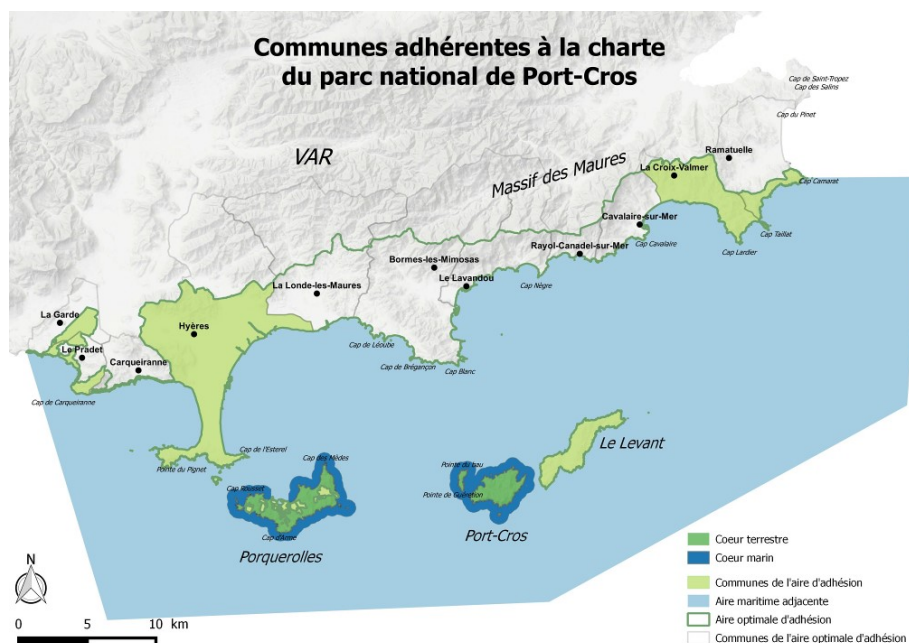 Communes adhérentes à la charte
du parc national de Port-Cros
Cap de Saint-Tropez
Cap des Salins
Cap du Pinet
VAR
Ramatuelle
Massif des Maures
La Croix-Valmer
Cap Camarat
Cavalaire-sur-Mer
Cap Taillat
Cap Cavalaire
Cap Lardier
Rayol-Canadel-sur-Mer
Bormes-les-Mimosas
Le Lavandou
Cap Nègre
La Londe-les-Maures
La Garde
Hyères
Le Pradet
Carqueiranne
Cap de Léoube
Cap de Brégançon
Cap Blanc
Cap de Carqueiranne
Le Levant
Cap de l'Esterel
Pointe du Pignet
Cap des Mèdes
Cap Rousset
Cap d'Arme
Porquerolles
Pointe de Guérition
Port-Cros
N
0 5 10 km
Coeur terrestre
Coeur marin
Communes de l'aire d'adhésion
Aire maritime adjacente
Aire optimale d'adhésion
Communes de l'aire optimale d'adhésion